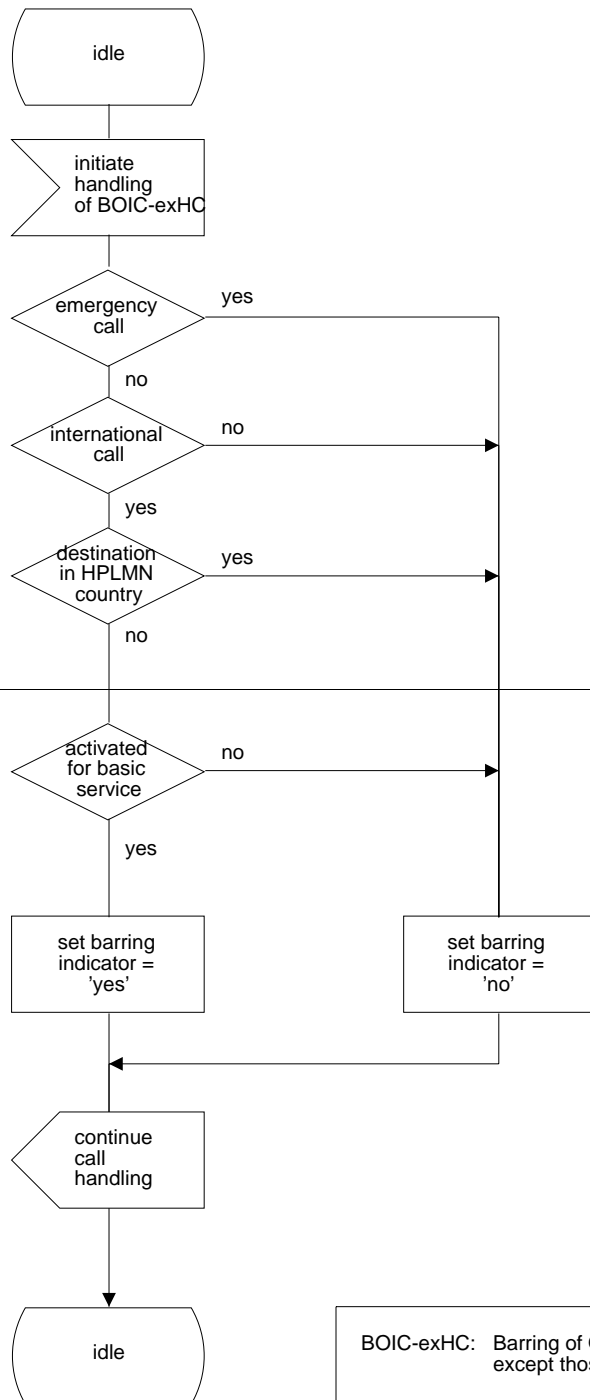 idle
initiate
handling
of BOIC-exHC
emergency
call
yes
no
international
call
no
yes
destination
in HPLMN
country
yes
no
activated
for basic
service
no
yes
set barring
indicator =
'yes'
set barring
indicator =
'no'
continue
call
handling
idle
BOIC-exHC: Barring of
except